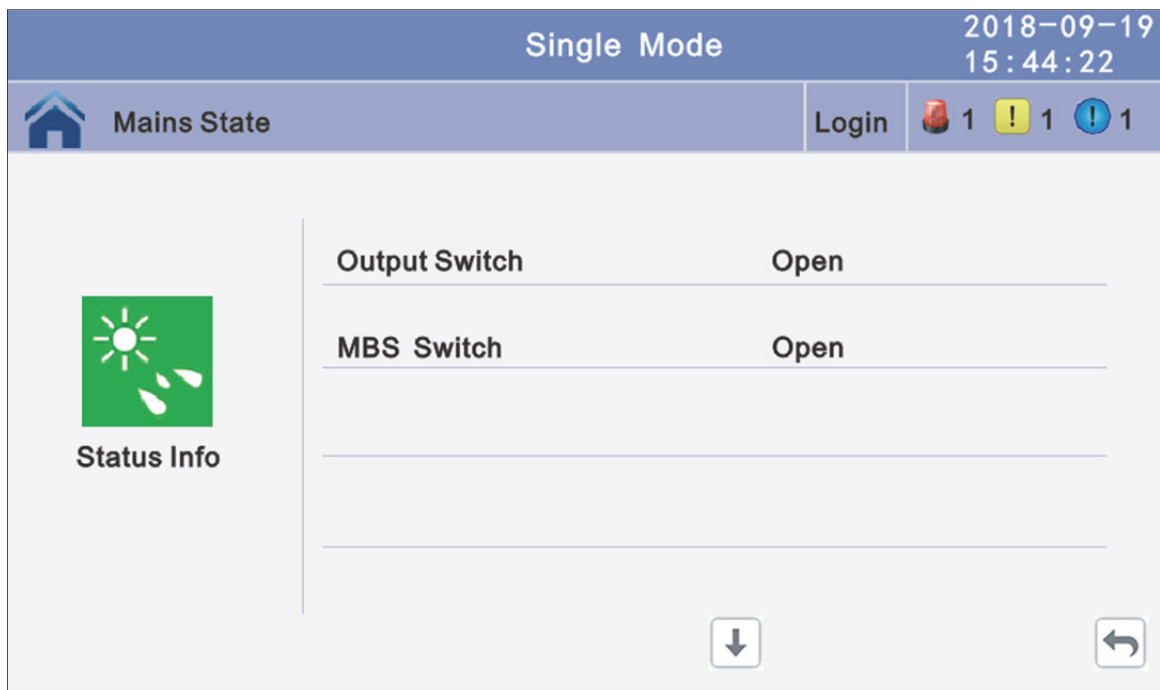 Single Mode
2018-09-19
15:44:22
Mains State
Login
1
! 1
! 1
Output Switch Open
MBS Switch Open
Status Info